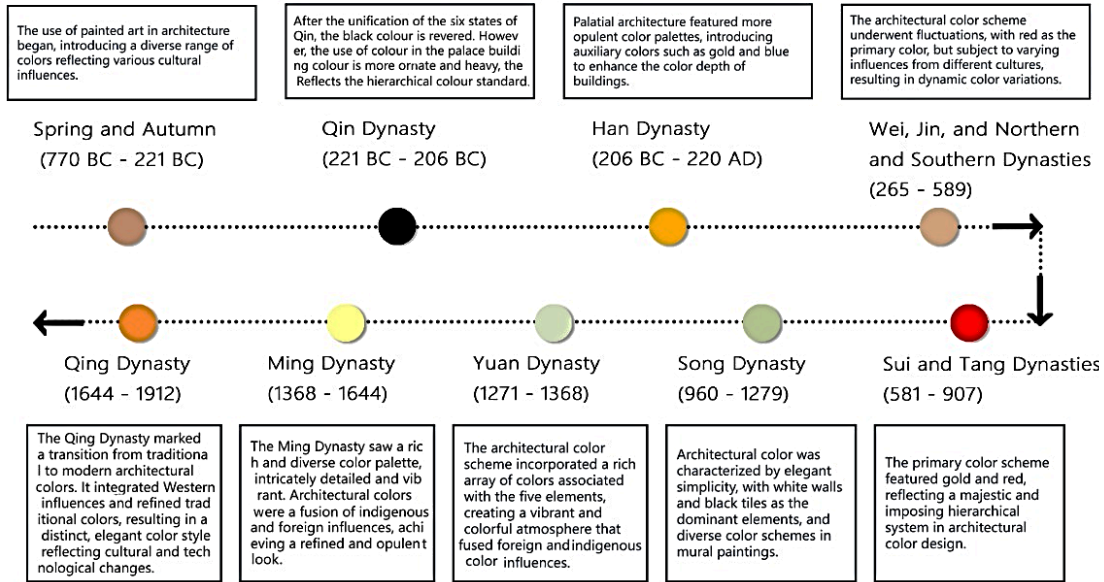 The use of painted art in architecture
began, introducing a diverse range of
colors reflecting various cultural
influences.
After the unification of the six states of
Qin, the black colour is revered. Howev
er, the use of colour in the palace buildi
ng colour is more ornate and heavy, the
Reflects the hierarchical colour standard.
Palatial architecture featured more
opulent color palettes, introducing
auxiliary colors such as gold and blue
to enhance the color depth of
buildings.
The architectural color scheme
underwent fluctuations, with red as the
primary color, but subject to varying
influences from different cultures,
resulting in dynamic color variations.
Spring and Autumn
(770 BC - 221 BC)
Qin Dynasty
(221 BC - 206 BC)
Han Dynasty
(206 BC - 220 AD)
Wei, Jin, and Northern
and Southern Dynasties
(265 - 589)
Qing Dynasty
(1644 - 1912)
Ming Dynasty
(1368 - 1644)
Yuan Dynasty
(1271 - 1368)
Song Dynasty
(960 - 1279)
Sui and Tang Dynasties
(581 - 907)
The Qing Dynasty marked
a transition from traditiona
l to modern architectural
colors. It integrated Western
influences and refined trad
itional colors, resulting in a
distinct, elegant color style
reflecting cultural and tech
nological changes.
The Ming Dynasty saw a ric
h and diverse color palette,
intricately detailed and vib
rant. Architectural colors
were a fusion of indigenous
and foreign influences, achi
eving a refined and opulent
look.
The architectural color
scheme incorporated a rich
array of colors associated
with the five elements,
creating a vibrant and
colorful atmosphere that
fused foreign and indigenous
color influences.
Architectural color was
characterized by elegant
simplicity, with white walls
and black tiles as the
dominant elements, and
diverse color schemes in
mural paintings.
The primary color scheme
featured gold and red,
reflecting a majestic and
imposing hierarchical
system in architectural
color design.